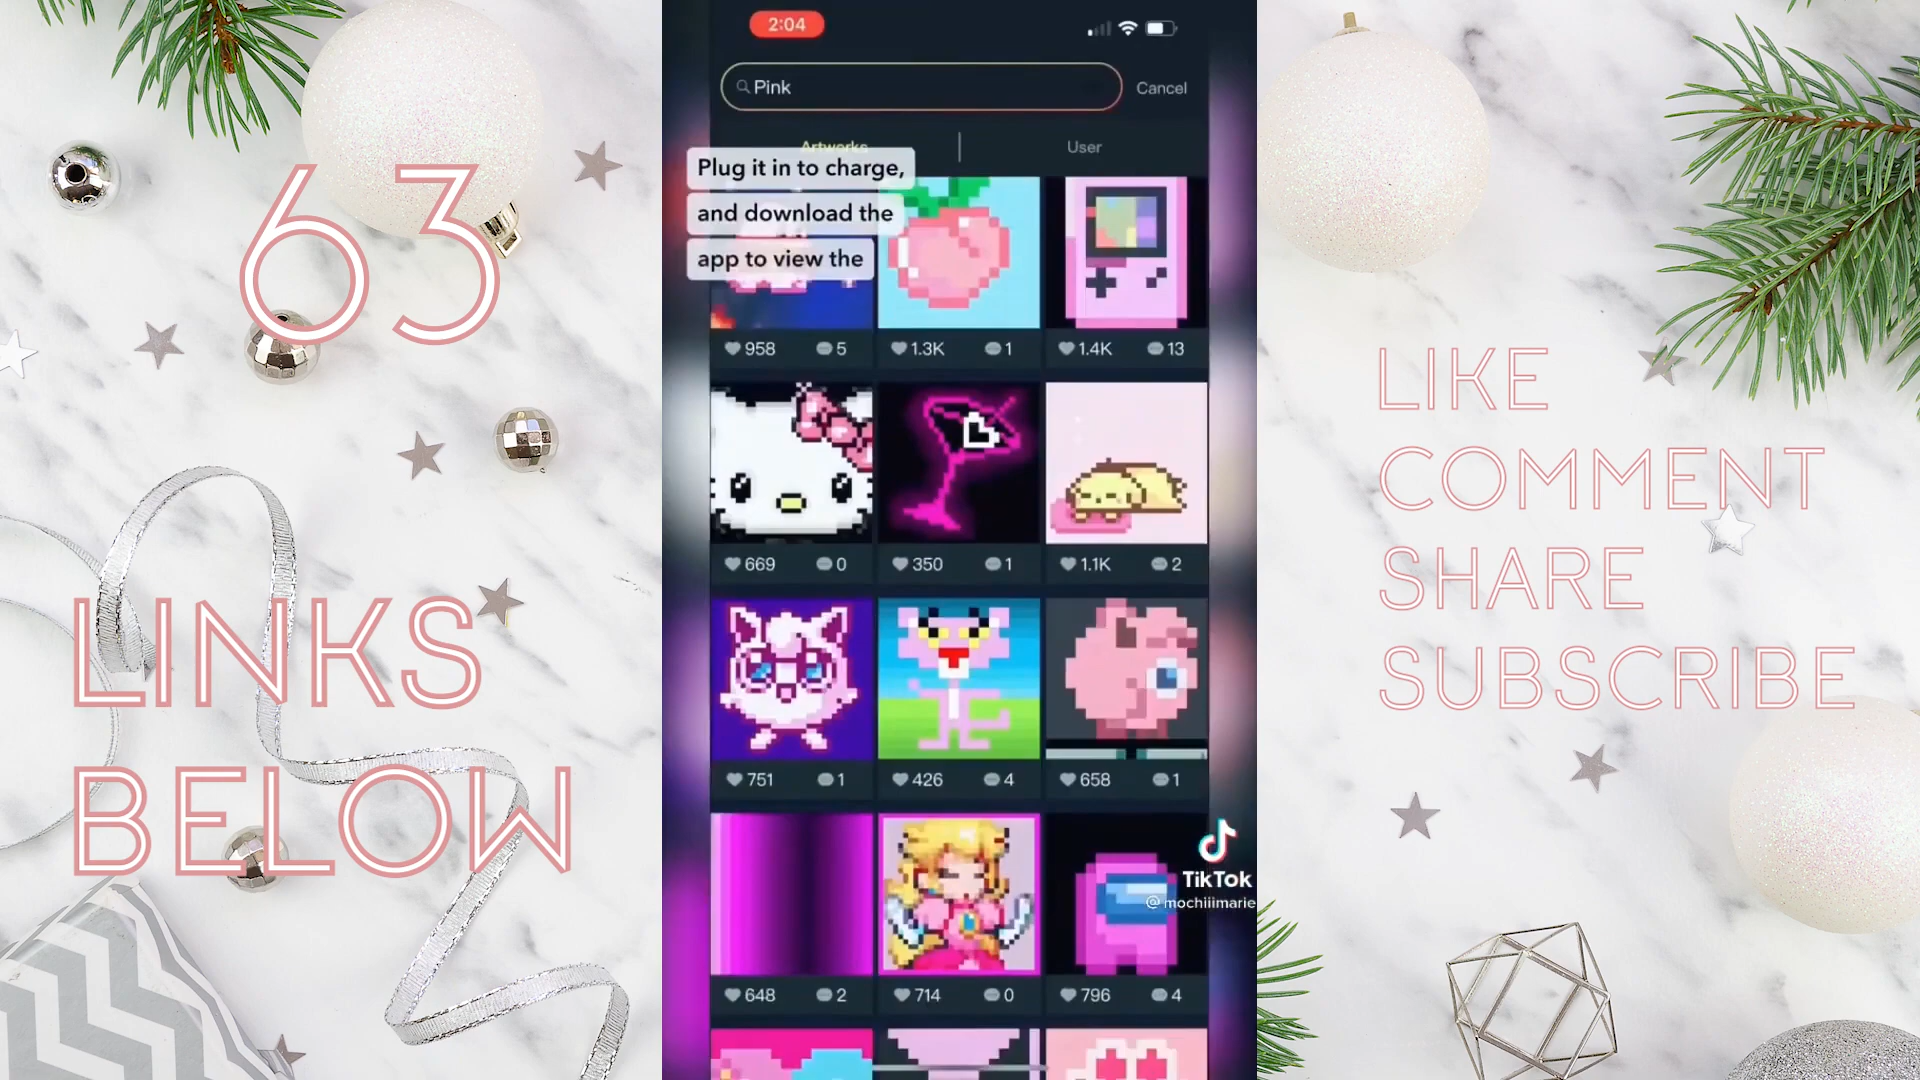 63
LINKS
BELOW
2:04
Pink
Cancel
Artworks
User
Plug it in to charge,
and download the
app to view the
958 5
1.3K 1
1.4K 13
669 0
350 1
1.1K 2
751 1
426 4
658 1
648 2
714 0
796 4
TikTok
@mochiiimarie
LIKE
COMMENT
SHARE
SUBSCRIBE